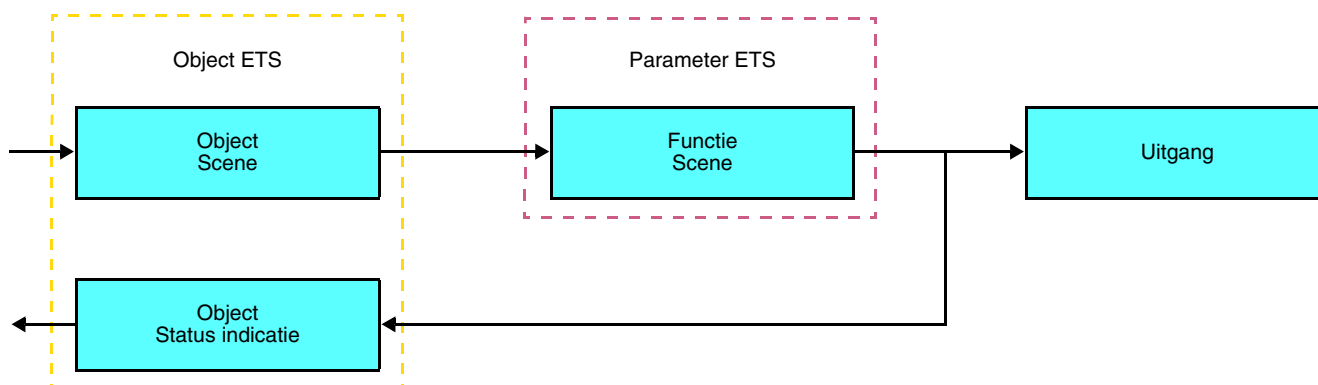 Object ETS
Parameter ETS
Object
Scene
Functie
Scene
Uitgang
Object
Status indicatie